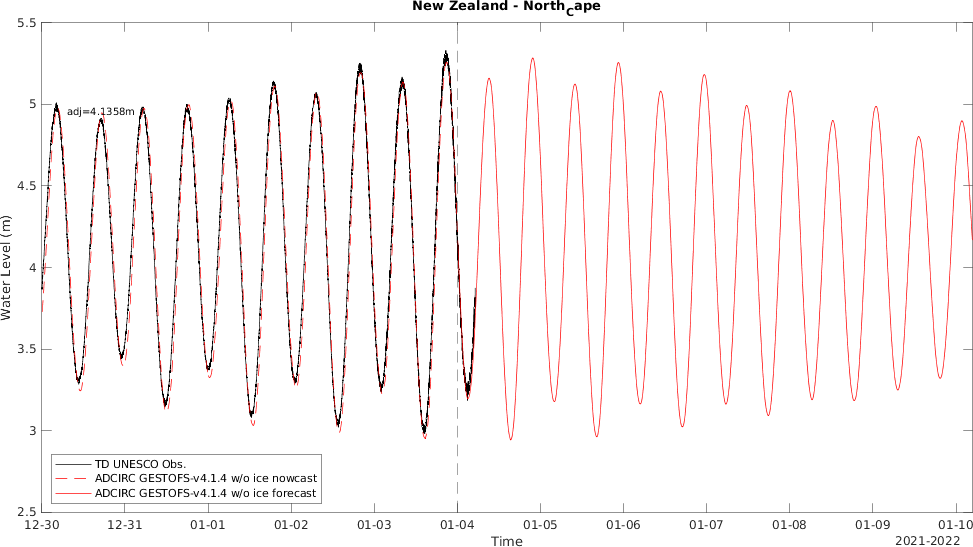 New Zealand - NorthCape
5.5
5
4.5
4
3.5
3
2.5
Water Level (m)
adj=4.1358m
TD UNESCO Obs.
ADCIRC GESTOFS-v4.1.4 w/o ice nowcast
ADCIRC GESTOFS-v4.1.4 w/o ice forecast
12-30 12-31 01-01 01-02 01-03 01-04 01-05 01-06 01-07 01-08 01-09 01-10
Time
2021-2022